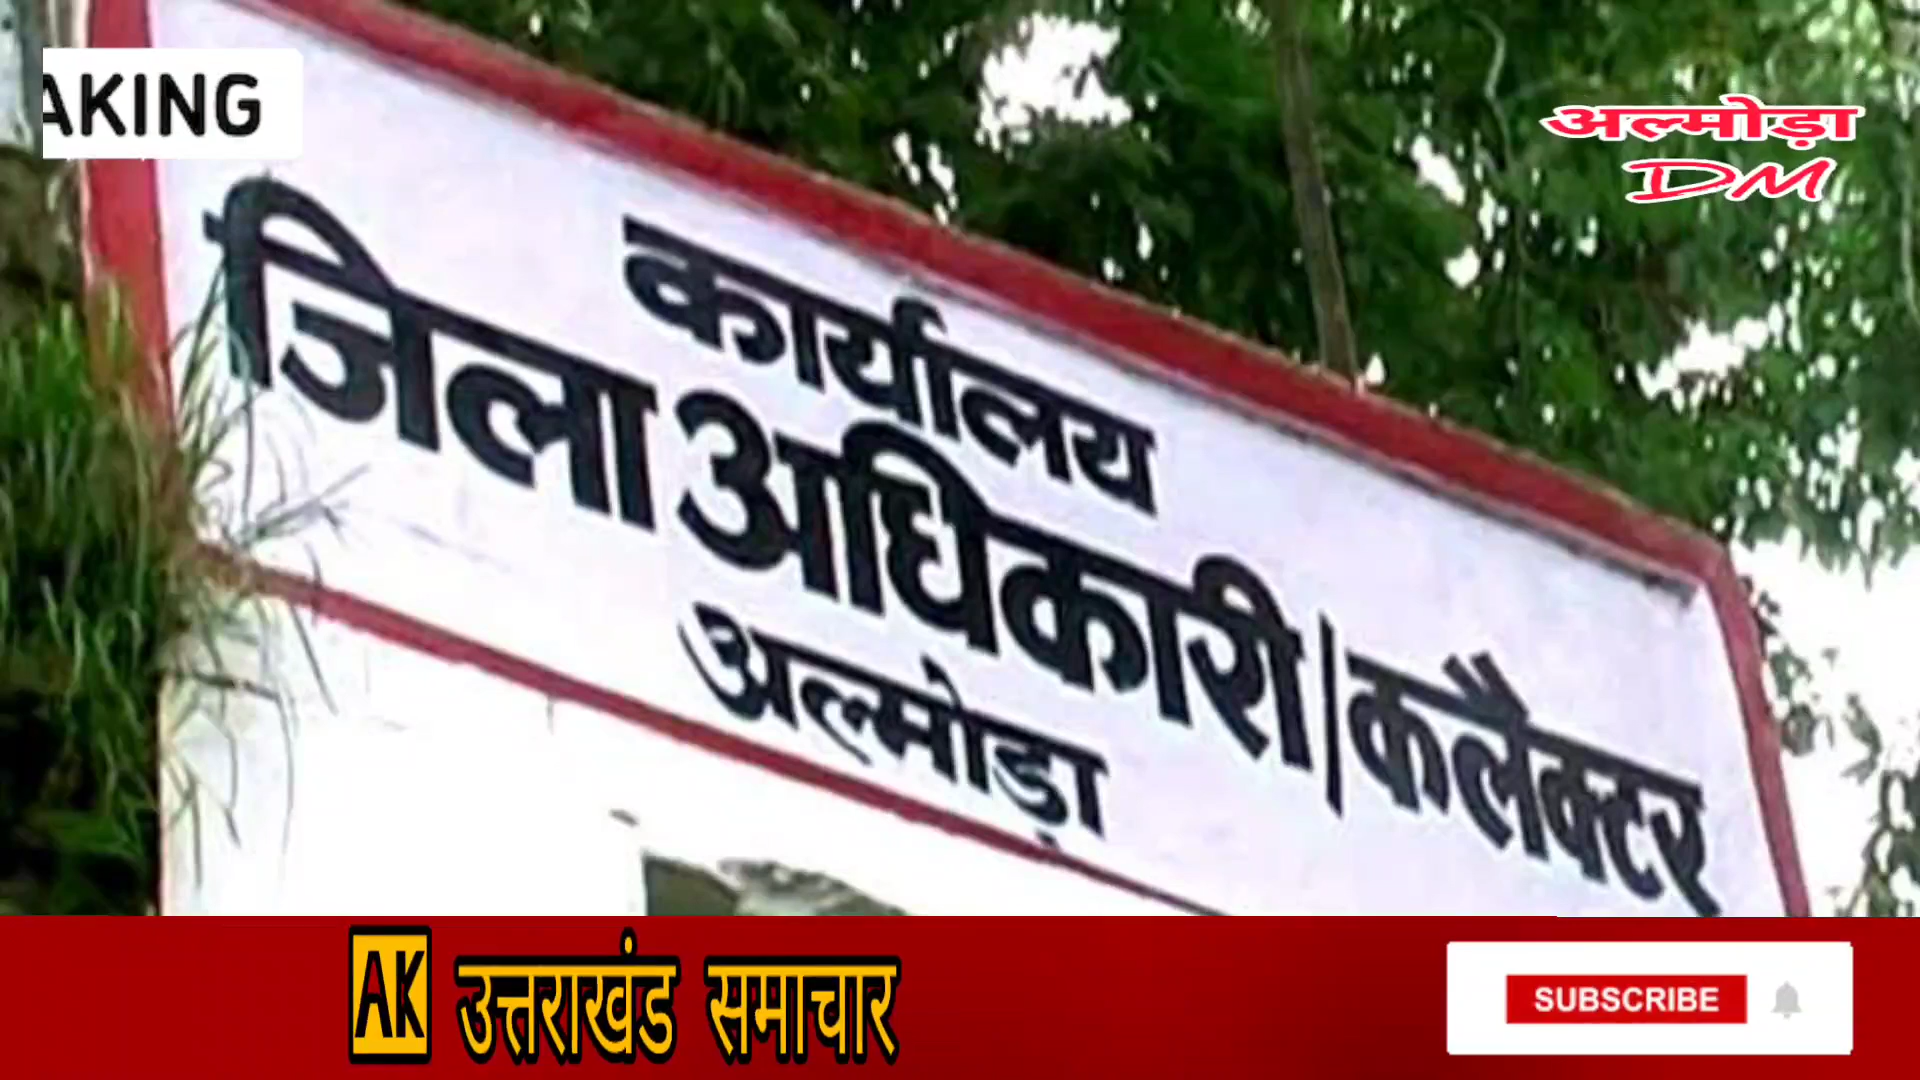 AKING
अल्मोड़ा
DM
कार्यालय
जिला अधिकारी/कलैक्टर
अल्मोड़ा
AK उत्तराखंड समाचार
SUBSCRIBE